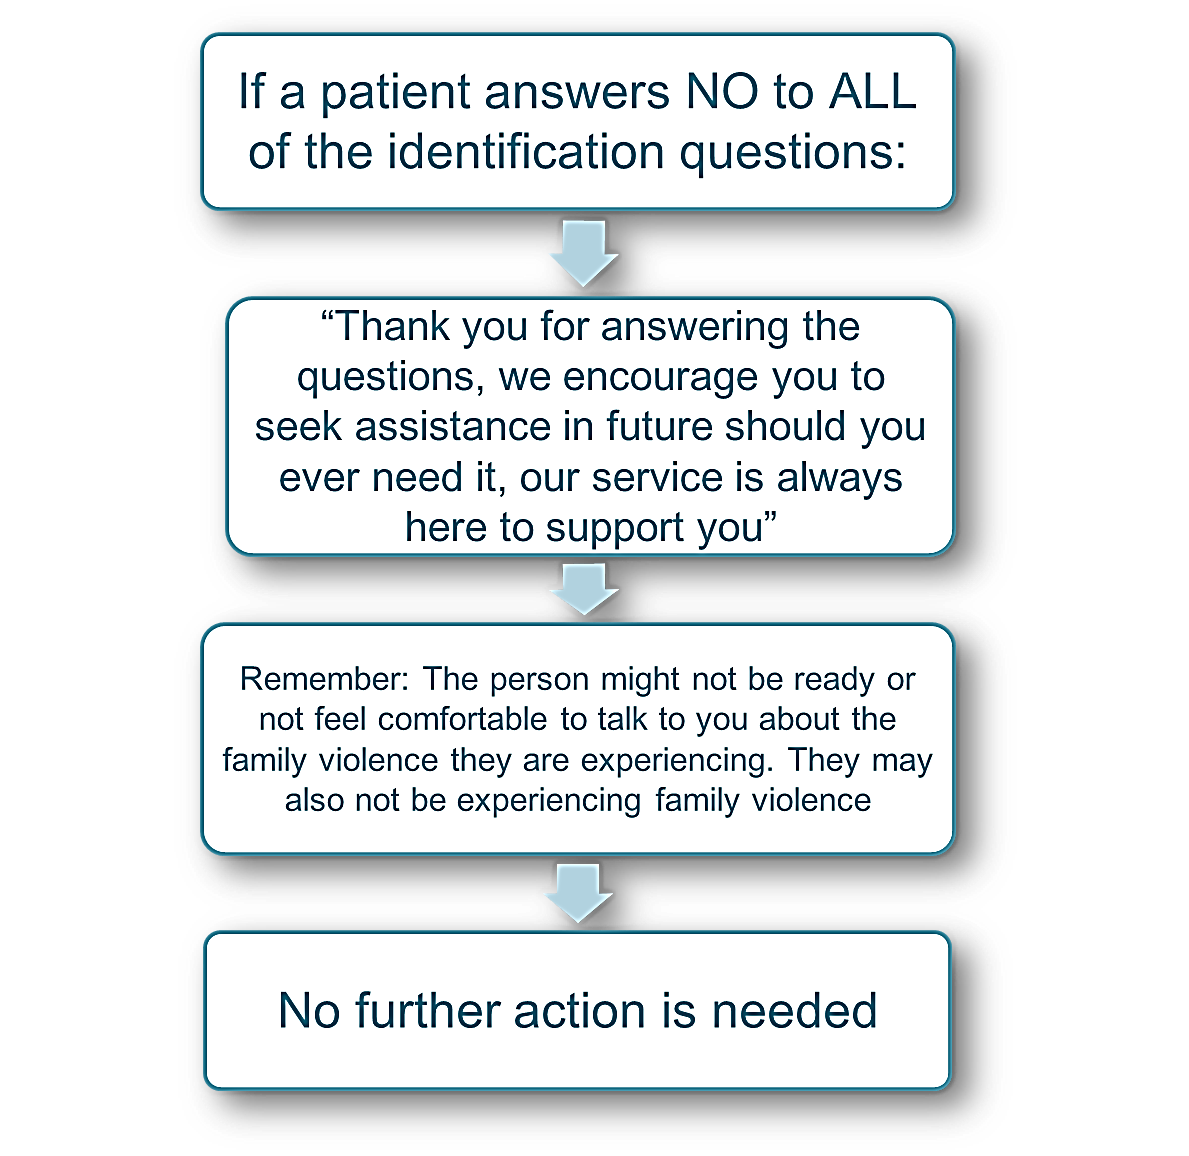 If a patient answers NO to ALL
of the identification questions:
“Thank you for answering the
questions, we encourage you to
seek assistance in future should you
ever need it, our service is always
here to support you”
Remember: The person might not be ready or
not feel comfortable to talk to you about the
family violence they are experiencing. They may
also not be experiencing family violence
No further action is needed